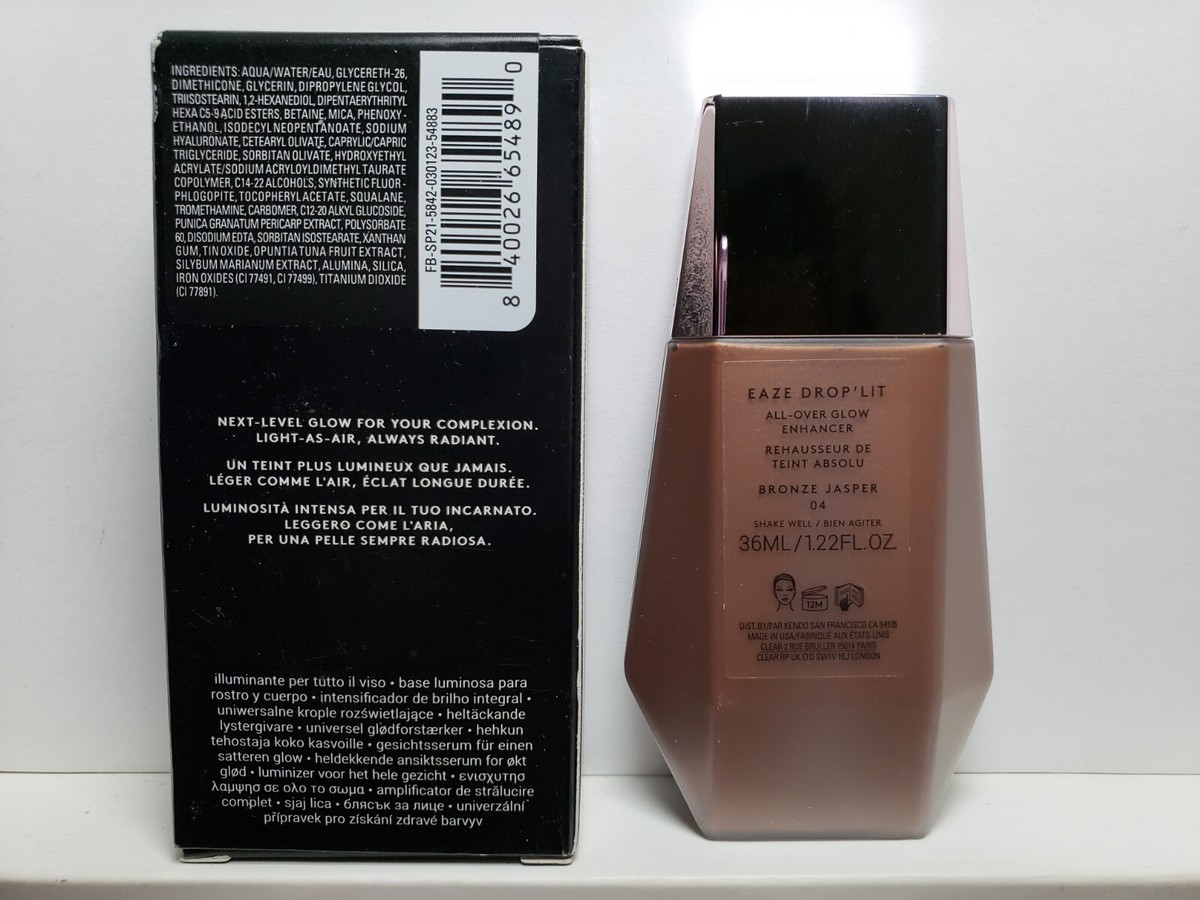 INGREDIENTS: AQUA/WATER/EAU, GLYCERETH-26,
DIMETHICONE, GLYCERIN, DIPROPYLENE GLYCOL,
TRIISOSTEARIN, 1,2-HEXANEDIOL, DIPENTAERYTHRITYL
HEXA C5-9 ACID ESTERS, BETAINE, MICA, PHENOXY-
ETHANOL, ISODECYL NEOPENTANOATE, SODIUM
HYALURONATE, CETEARYL OLIVATE, CAPRYLIC/CAPRIC
TRIGLYCERIDE, SORBITAN OLIVATE, HYDROXYETHYL
ACRYLATE/SODIUM ACRYLOYLDIMETHYL TAURATE
COPOLYMER, C14-22 ALCOHOLS, SYNTHETIC FLUOR-
PHLOGOPITE, TOCOPHERYL ACETATE, SQUALANE,
TROMETHAMINE, CARBOMER, C12-20 ALKYL GLUCOSIDE,
PUNICA GRANATUM PERICARP EXTRACT, POLYSORBATE
60, DISODIUM EDTA, SORBITAN ISOSTEARATE, XANTHAN
GUM, TIN OXIDE, OPUNTIA TUNA FRUIT EXTRACT,
SILYBUM MARIANUM EXTRACT, ALUMINA, SILICA,
IRON OXIDES (CI 77491, CI 77499), TITANIUM DIOXIDE
(CI 77891).
FB-SP21-5842-030123-54883
8 40026 65489 0
NEXT-LEVEL GLOW FOR YOUR COMPLEXION.
LIGHT-AS-AIR, ALWAYS RADIANT.
UN TEINT PLUS LUMINEUX QUE JAMAIS.
LÉGER COMME L'AIR, ÉCLAT LONGUE DURÉE.
LUMINOSITÀ INTENSA PER IL TUO INCARNATO.
LEGGERO COME L'ARIA,
PER UNA PELLE SEMPRE RADIOSA.
illuminante per tutto il viso • base luminosa para
rostro y cuerpo • intensificador de brilho integral •
uniwersalne krople rozświetlające • heltäckande
lystergivare • universel glødforstærker • hehkun
tehostaja koko kasvoille • gesichtsserum für einen
satteren glow • heldekkende ansiktsserum for økt
glød • luminizer voor het hele gezicht • ενισχυτησ
λαμψησ σε ολο το σωμα • amplificator de strălucire
complet • sjaj lica • блясък за лице • univerzální
přípravek pro získání zdravé barvyv
EAZE DROP'LIT
ALL-OVER GLOW
ENHANCER
REHAUSSEUR DE
TEINT ABSOLU
BRONZE JASPER
04
SHAKE WELL / BIEN AGITER
36ML/1.22FL.OZ.
12M
DIST. BY/PAR KENDO SAN FRANCISCO CA 94105
MADE IN USA/FABRIQUE AUX ÉTATS-UNIS
CLEAR 2 RUE BRULLER 75014 PARIS
CLEAR RP UK LTD SW1V 1EJ LONDON